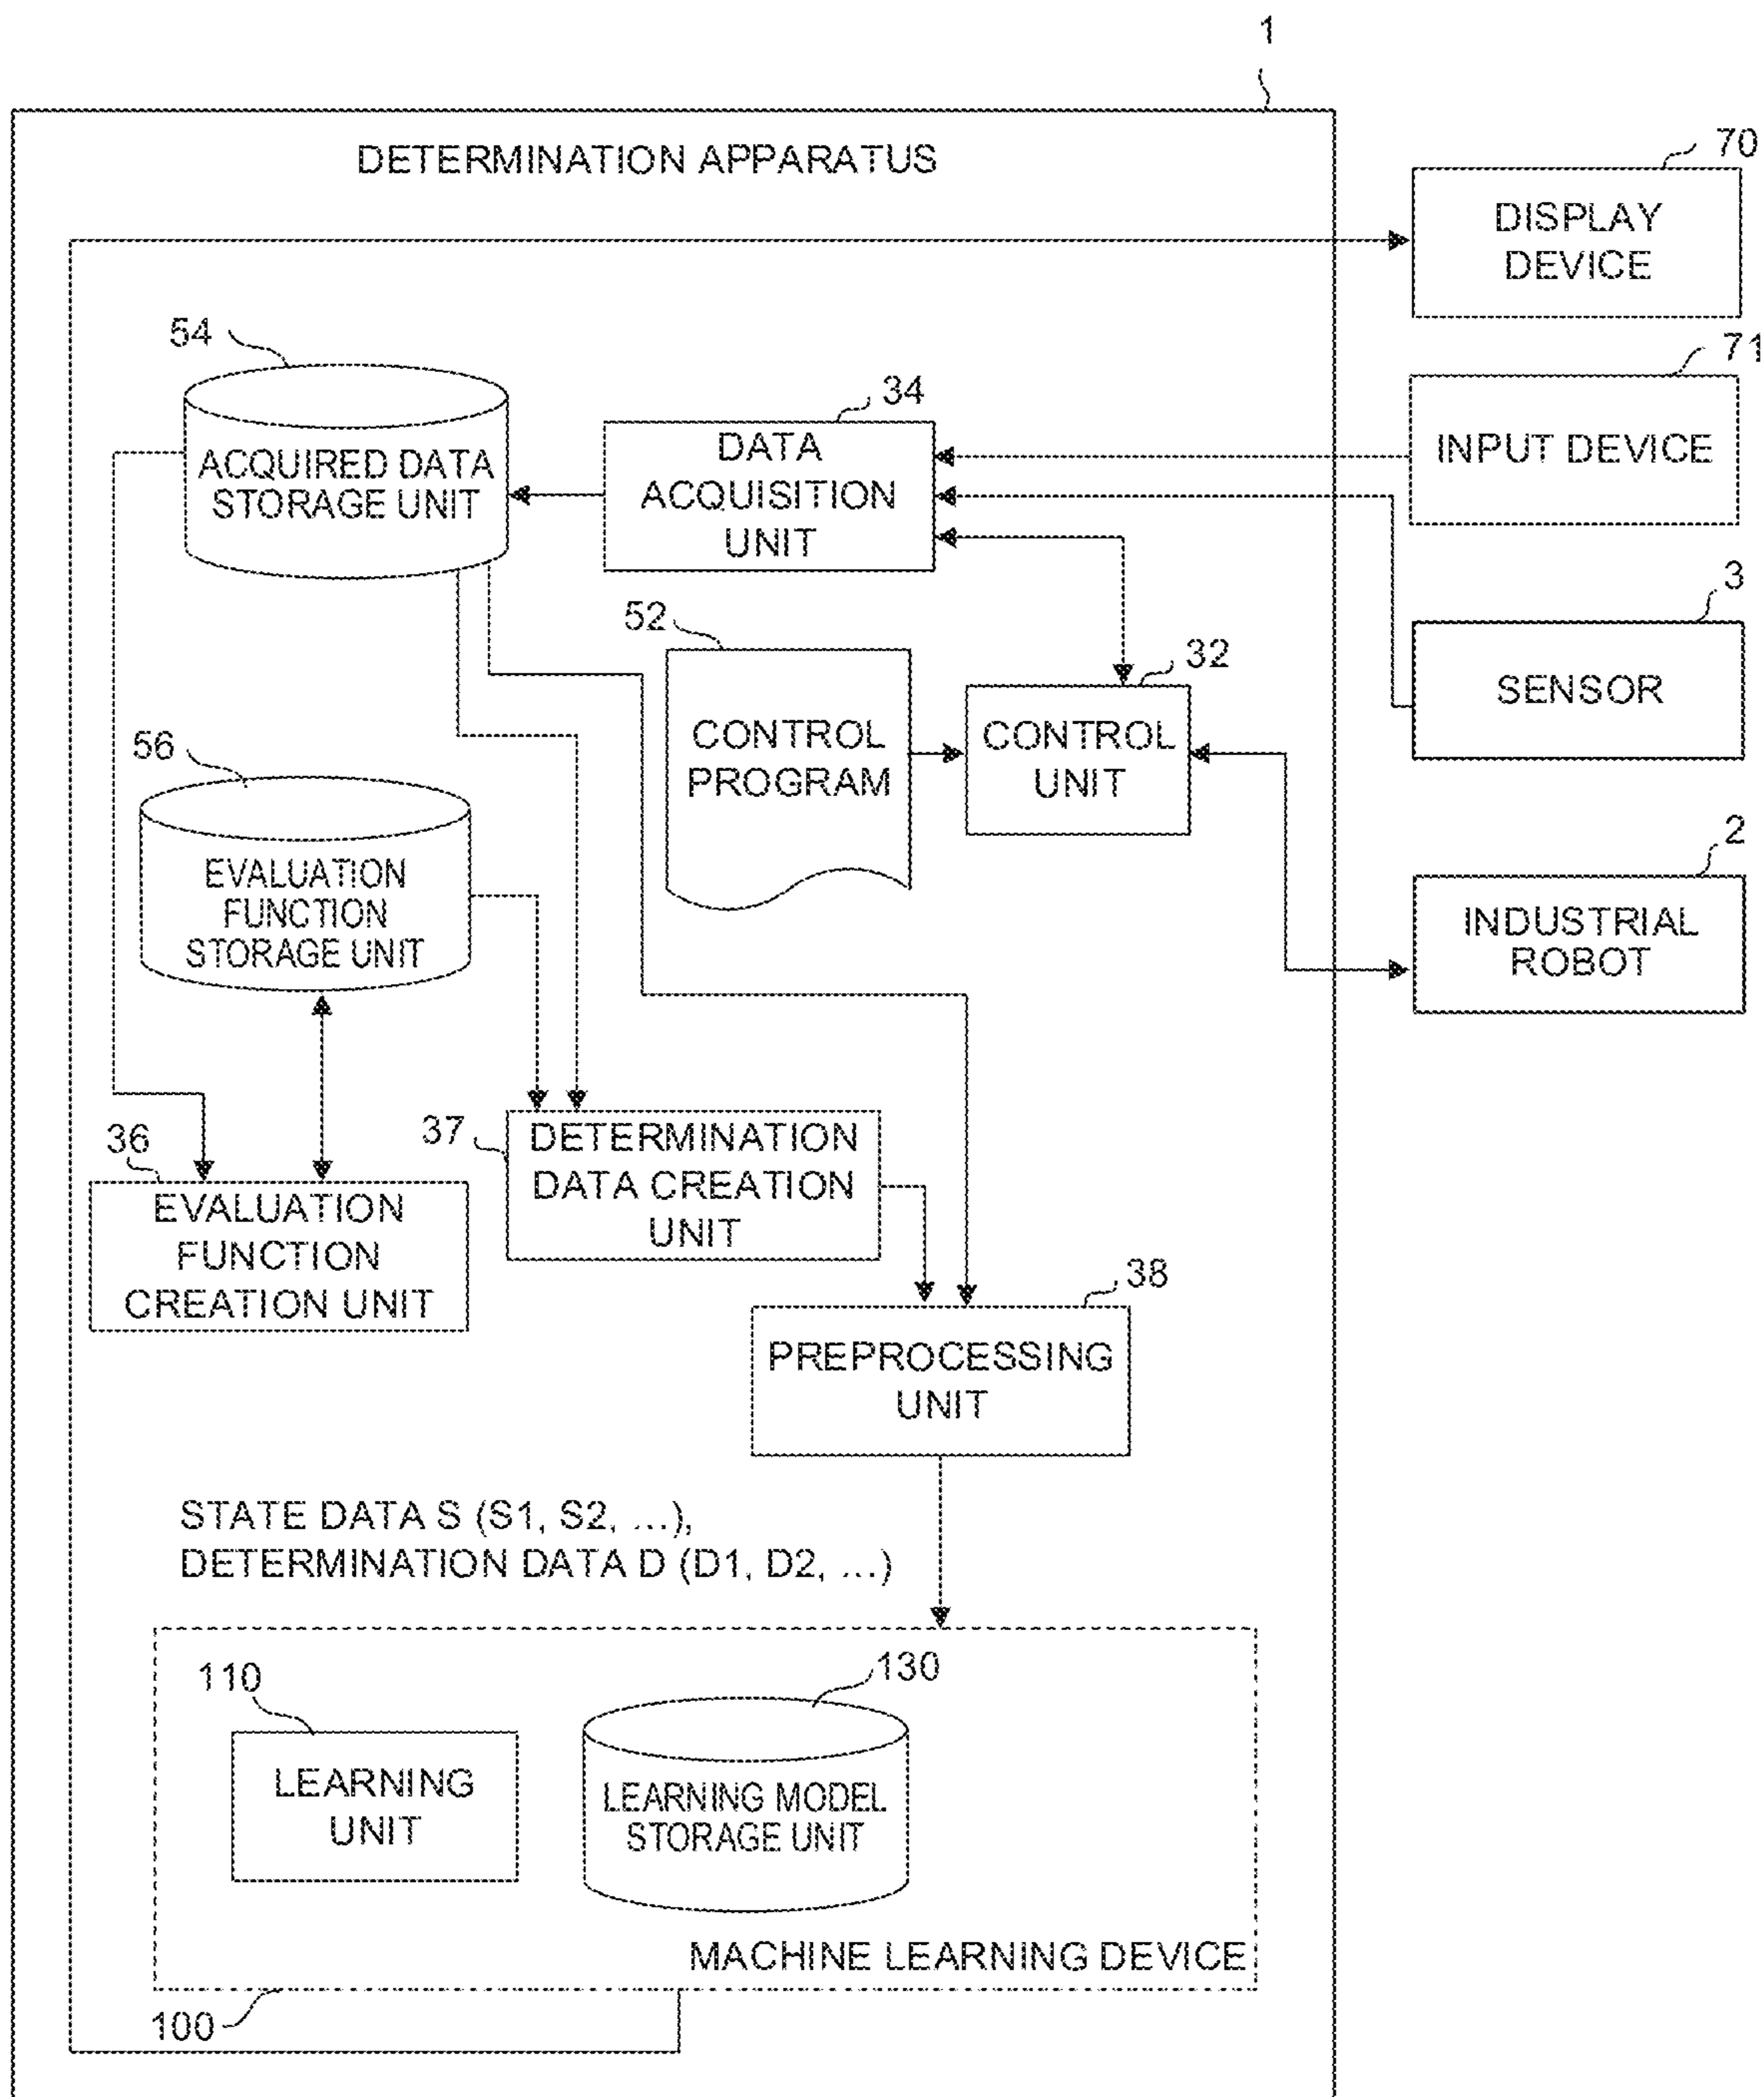 1
DETERMINATION APPARATUS
70
DISPLAY
DEVICE
54
71
34
ACQUIRED DATA
STORAGE UNIT
DATA
ACQUISITION
UNIT
INPUT DEVICE
3
52
32
SENSOR
CONTROL
PROGRAM
CONTROL
UNIT
56
2
EVALUATION
FUNCTION
STORAGE UNIT
INDUSTRIAL
ROBOT
36
37
DETERMINATION
DATA CREATION
UNIT
EVALUATION
FUNCTION
CREATION UNIT
38
PREPROCESSING
UNIT
STATE DATA S (S1, S2, ...),
DETERMINATION DATA D (D1, D2, ...)
110
130
LEARNING
UNIT
LEARNING MODEL
STORAGE UNIT
MACHINE LEARNING DEVICE
100